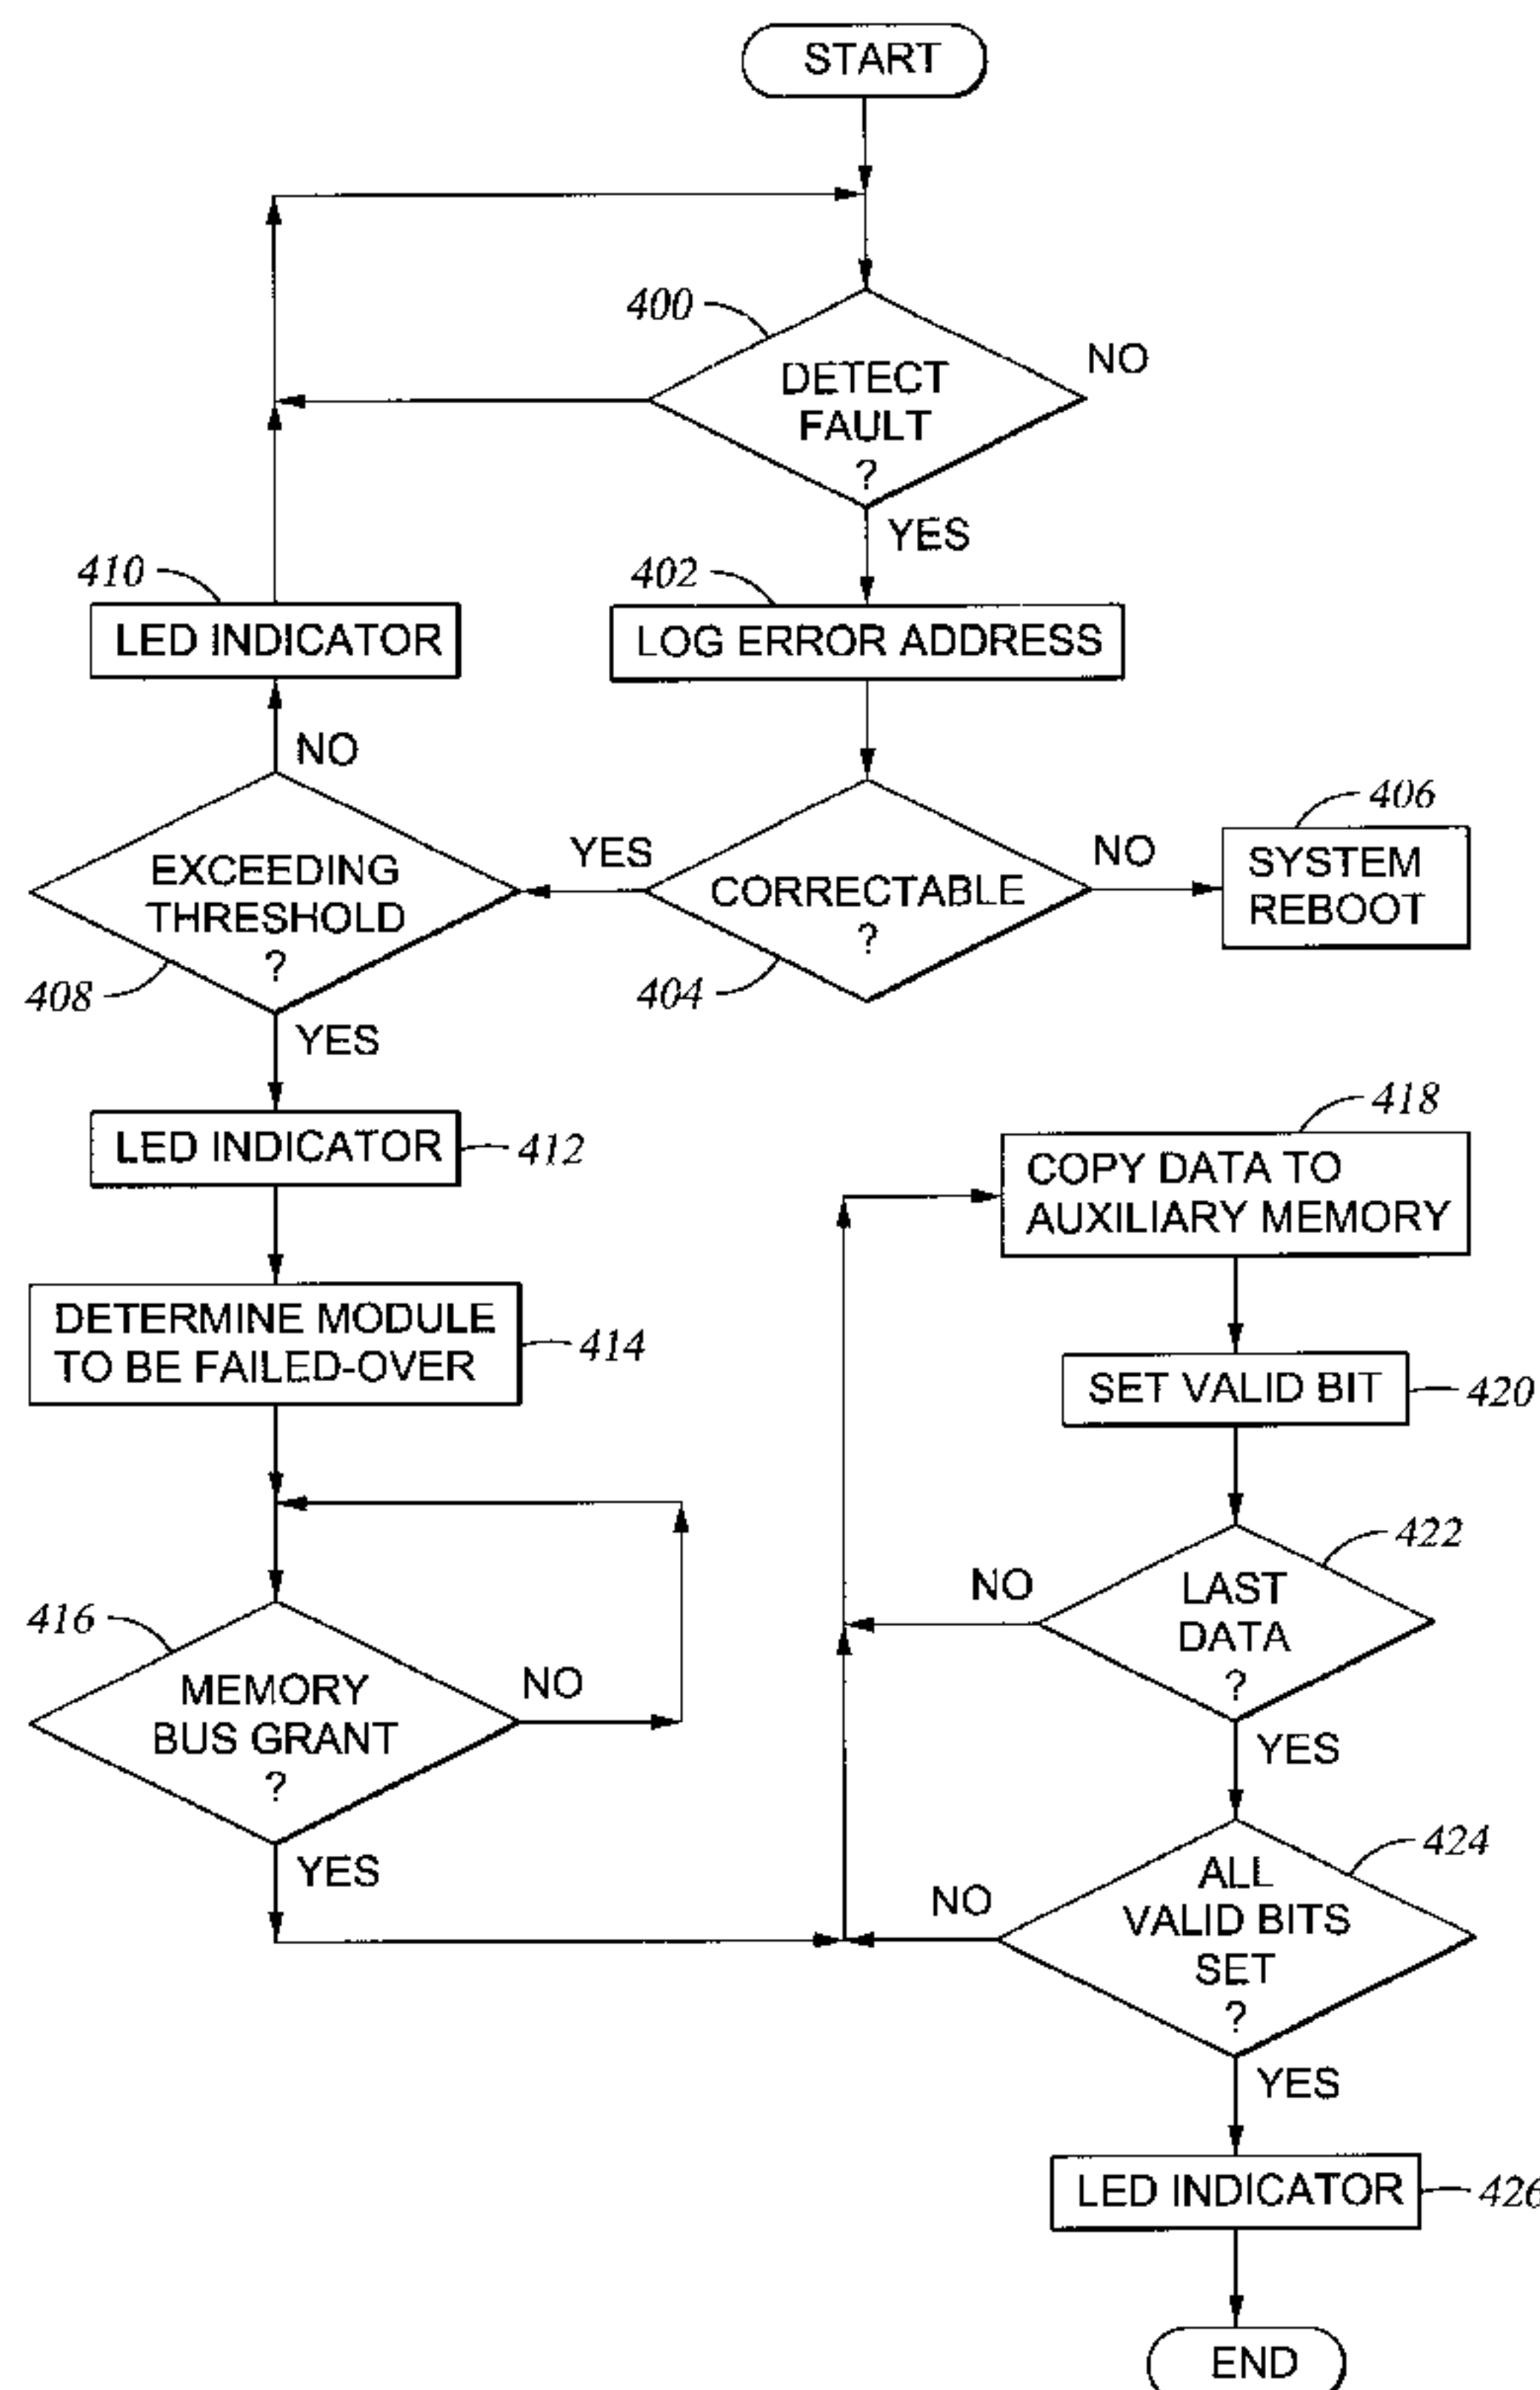 START
400
DETECT
FAULT
?
NO
YES
410
LED INDICATOR
402
LOG ERROR ADDRESS
NO
EXCEEDING
THRESHOLD
?
408
YES
CORRECTABLE
?
404
NO
406
SYSTEM
REBOOT
YES
LED INDICATOR
412
DETERMINE MODULE
TO BE FAILED-OVER
414
416
MEMORY
BUS GRANT
?
NO
YES
418
COPY DATA TO
AUXILIARY MEMORY
SET VALID BIT
420
422
LAST
DATA
?
NO
YES
424
ALL
VALID BITS
SET
?
NO
YES
LED INDICATOR
426
END